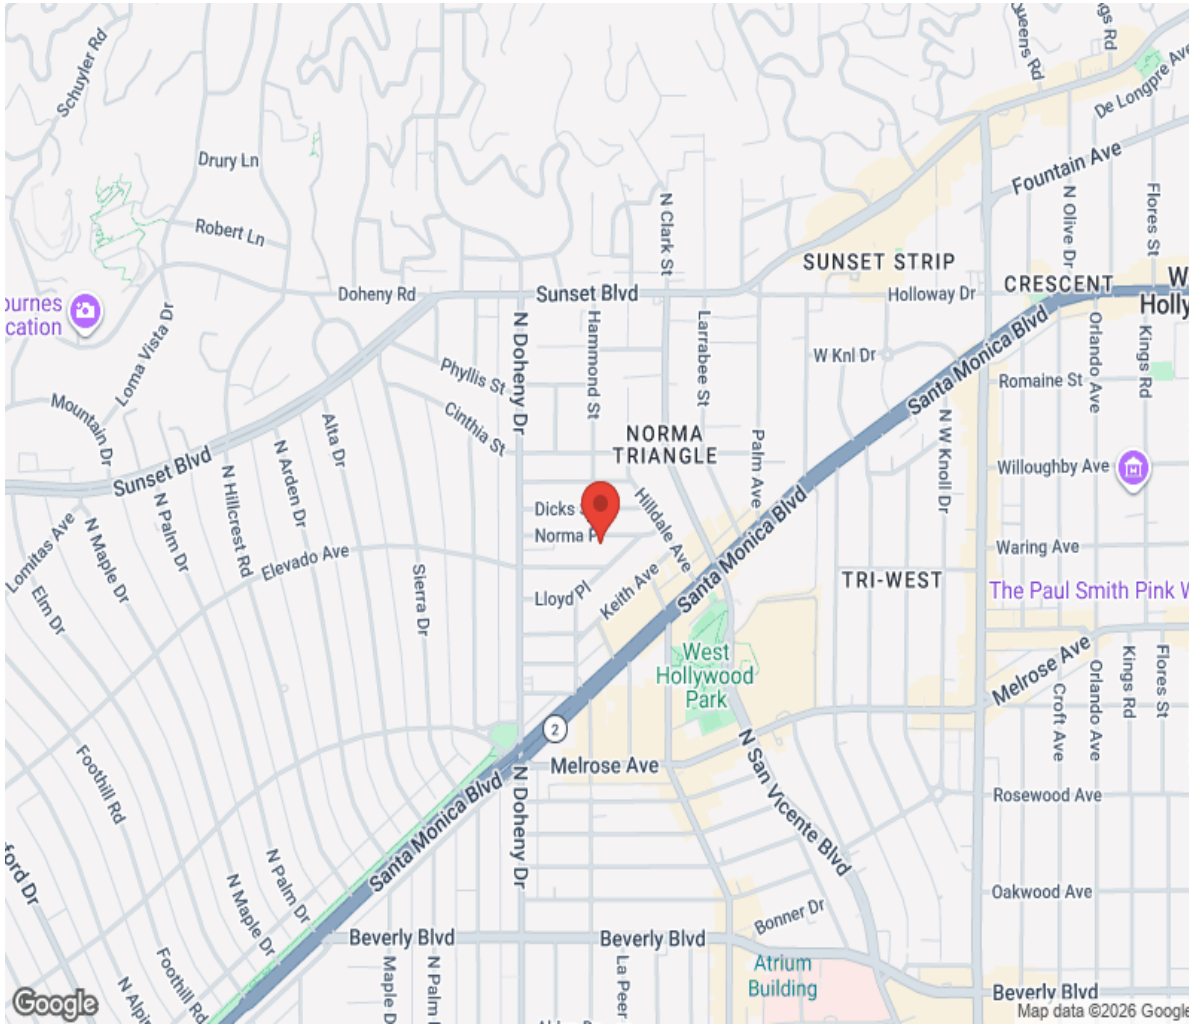 Schuyler Rd
Queens Rd
gs Rd
De Longpre Ave
Drury Ln
Fountain Ave
Robert Ln
N Clark St
N Olive Dr
Flores St
SUNSET STRIP
CRESCENT
W
Holly
Doheny Rd
Sunset Blvd
Holloway Dr
ournes
cation
Loma Vista Dr
N Doheny Dr
Hammond St
Larrabee St
W Knl Dr
Santa Monica Blvd
Orlando Ave
Kings Rd
Phyllis St
Romaine St
Mountain Dr
Cinthia St
Alta Dr
NORMA
TRIANGLE
Palm Ave
N W Knoll Dr
N Arden Dr
Willoughby Ave
Sunset Blvd
N Hillcrest Rd
N Palm Dr
Dicks S
Hilldale Ave
Santa Monica Blvd
Lomitas Ave
N Maple Dr
Norma P
Waring Ave
Elevado Ave
Sierra Dr
Keith Ave
TRI-WEST
The Paul Smith Pink W
Elm Dr
Lloyd Pl
West
Hollywood
Park
Melrose Ave
Kings Rd
Flores St
Croft Ave
Orlando Ave
2
Foothill Rd
Melrose Ave
N San Vicente Blvd
Santa Monica Blvd
N Doheny Dr
Rosewood Ave
ford Dr
N Palm Dr
N Maple Dr
Oakwood Ave
Bonner Dr
Beverly Blvd
Beverly Blvd
Foothill Rd
Maple D
N Palm
La Peer
Atrium
Building
N Alpi
Beverly Blvd
Google
Map data ©2026 Google